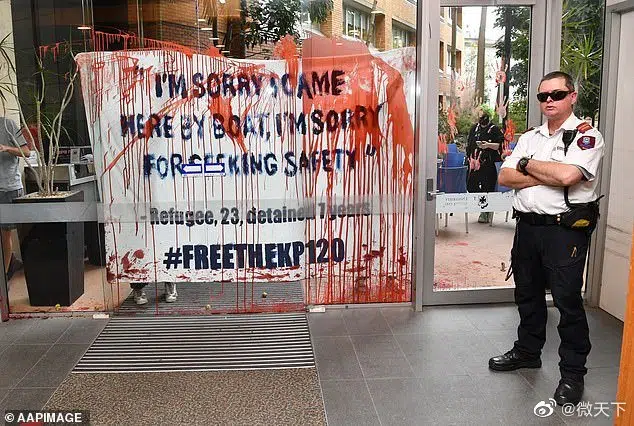 "I'M SORRY I CAME
HERE BY BOAT, I'M SORRY
FOR SEEKING SAFETY"
- Refugee, 23, detained 7 years
#FREETHEKP120
© AAPIMAGE
@微天下